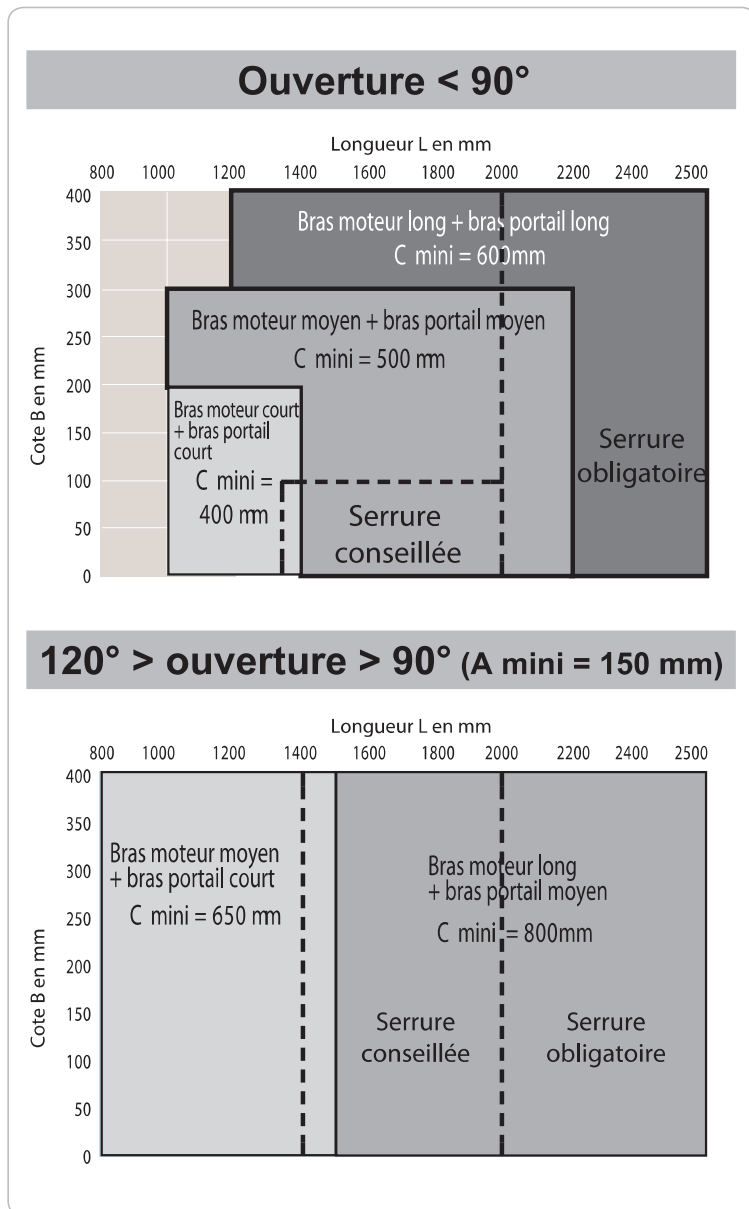 Ouverture < 90°
Longueur L en mm
800 1000 1200 1400 1600 1800 2000 2200 2400 2500
400
350
300
250
200
150
100
50
0
Cote B en mm
Bras moteur long + bras portail long
C mini = 600mm
Bras moteur moyen + bras portail moyen
C mini = 500 mm
Bras moteur court
+ bras portail
court
C mini =
400 mm
Serrure
conseillée
Serrure
obligatoire
120° > ouverture > 90° (A mini = 150 mm)
Longueur L en mm
800 1000 1200 1400 1600 1800 2000 2200 2400 2500
400
350
300
250
200
150
100
50
0
Cote B en mm
Bras moteur moyen
+ bras portail court
C mini = 650 mm
Bras moteur long
+ bras portail moyen
C mini = 800mm
Serrure
conseillée
Serrure
obligatoire